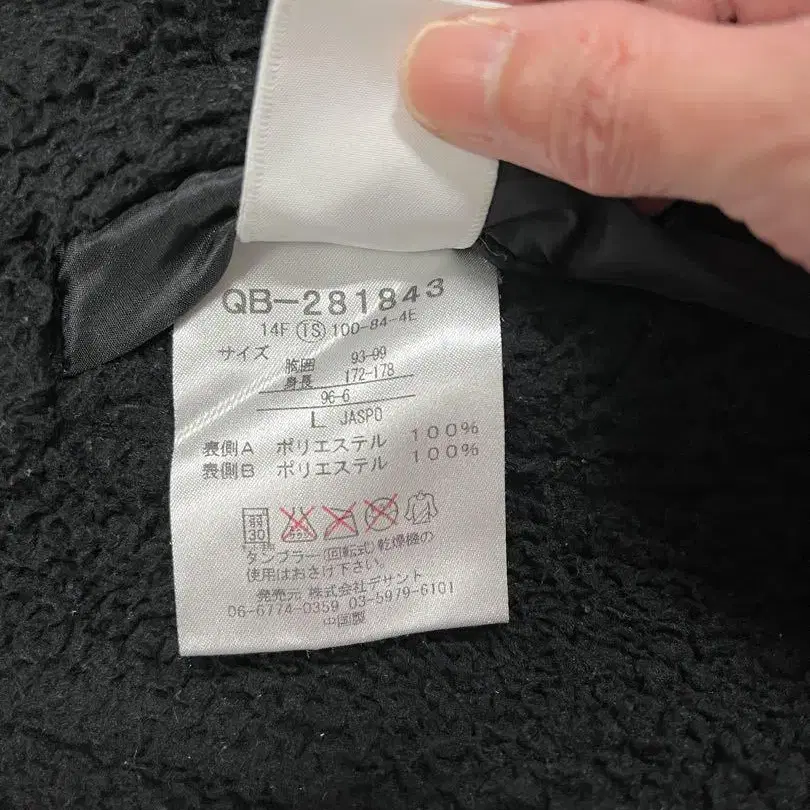 QB-281843
14F TS 100-84-4E
サイズ
胸囲 93-99
身長 172-178
96-6
L JASPO
表側A ポリエステル 100%
表側B ポリエステル 100%
弱
30
タンブラー(回転式)乾燥機の
使用はおさけ下さい。
発売元 株式会社デサント
06-6774-0359 03-5979-6101
中国製